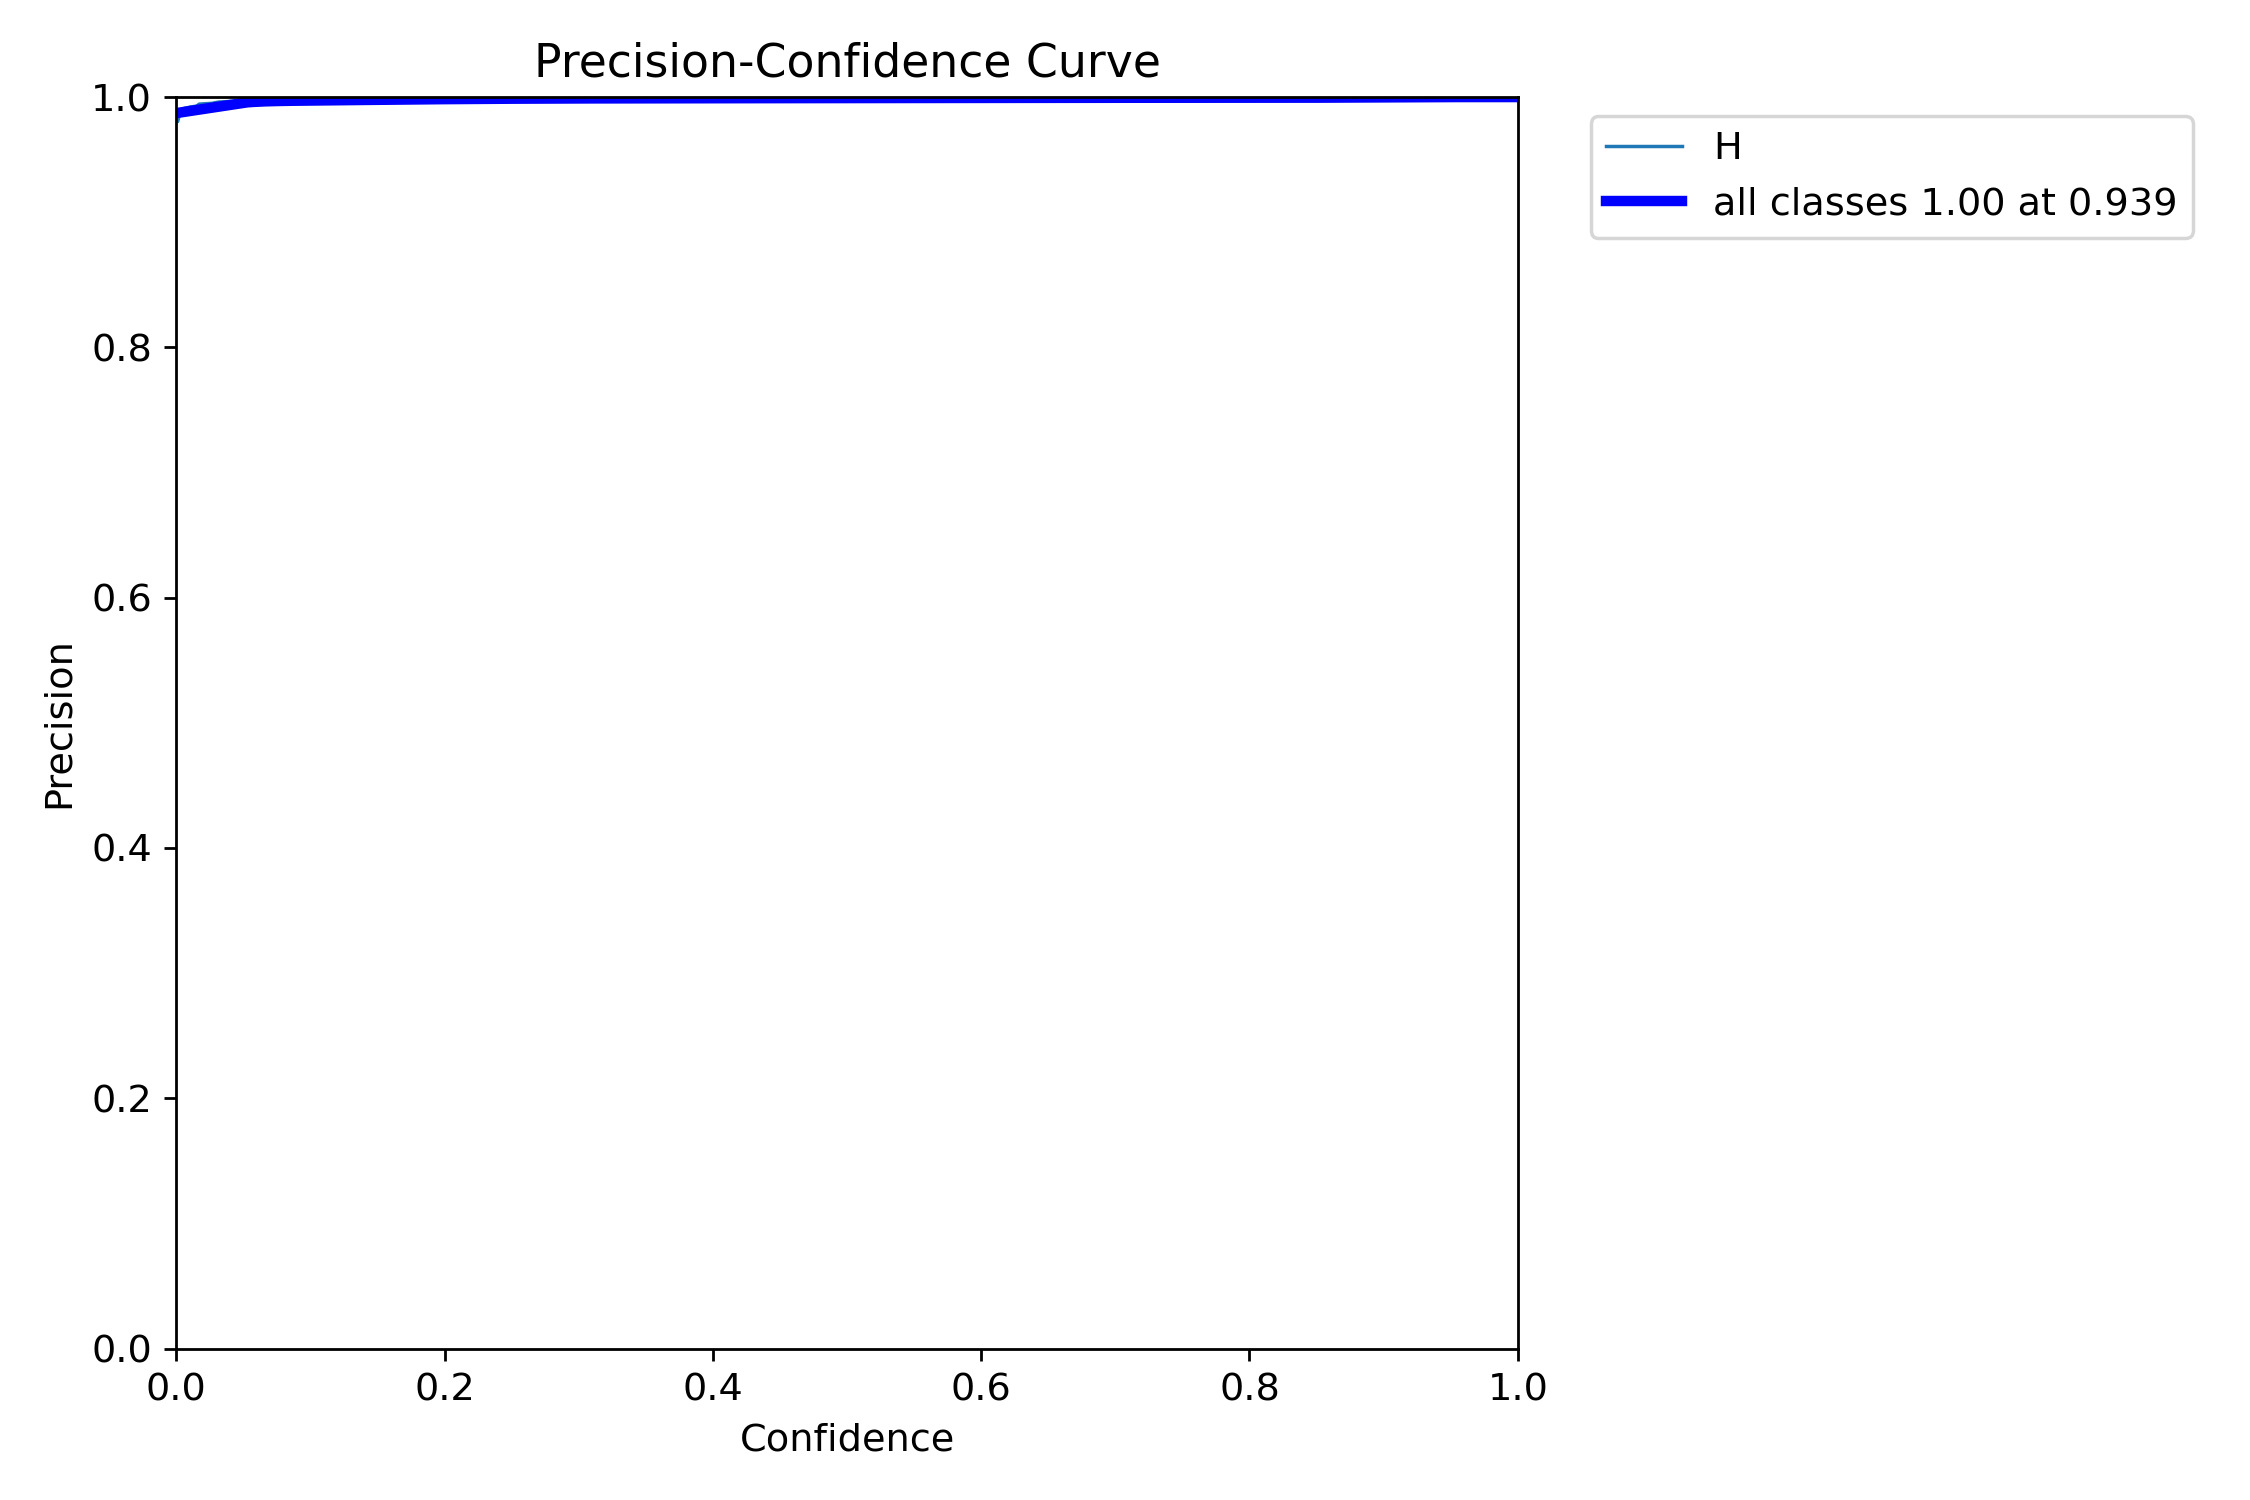 Precision-Confidence Curve
1.0
0.8
0.6
0.4
0.2
0.0
Precision
0.0 0.2 0.4 0.6 0.8 1.0
Confidence
H
all classes 1.00 at 0.939